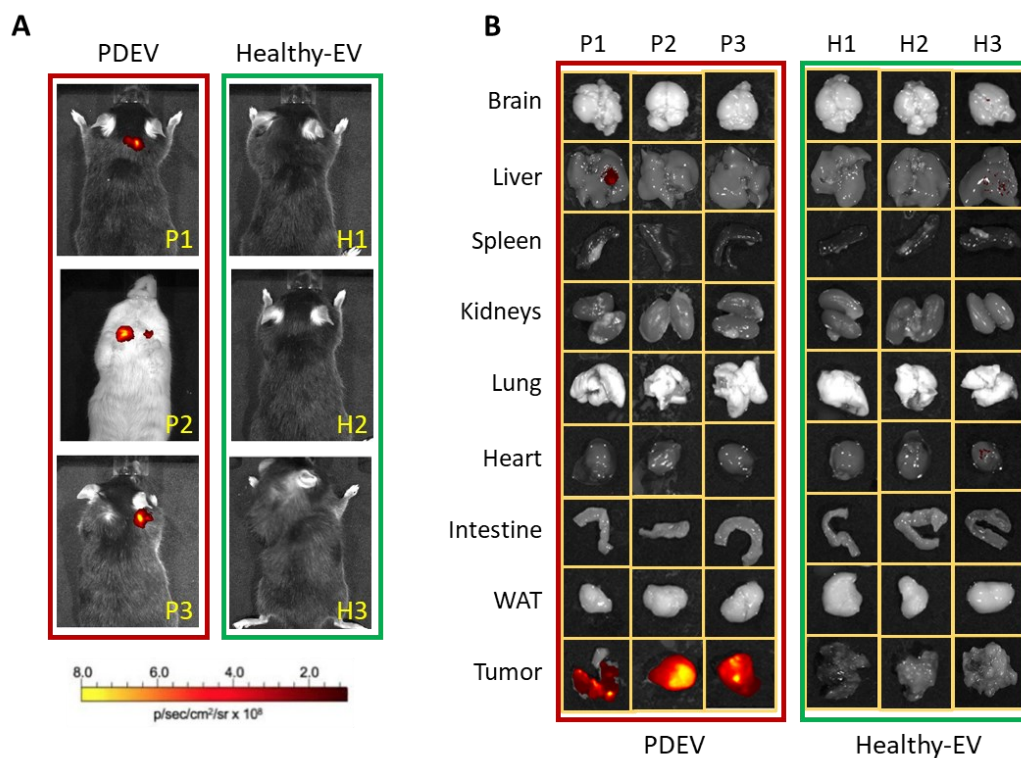 A
PDEV Healthy-EV
P1 H1
P2 H2
P3 H3
8.0 6.0 4.0 2.0
p/sec/cm²/sr x 10⁸
B
P1 P2 P3 H1 H2 H3
Brain
Liver
Spleen
Kidneys
Lung
Heart
Intestine
WAT
Tumor
PDEV Healthy-EV